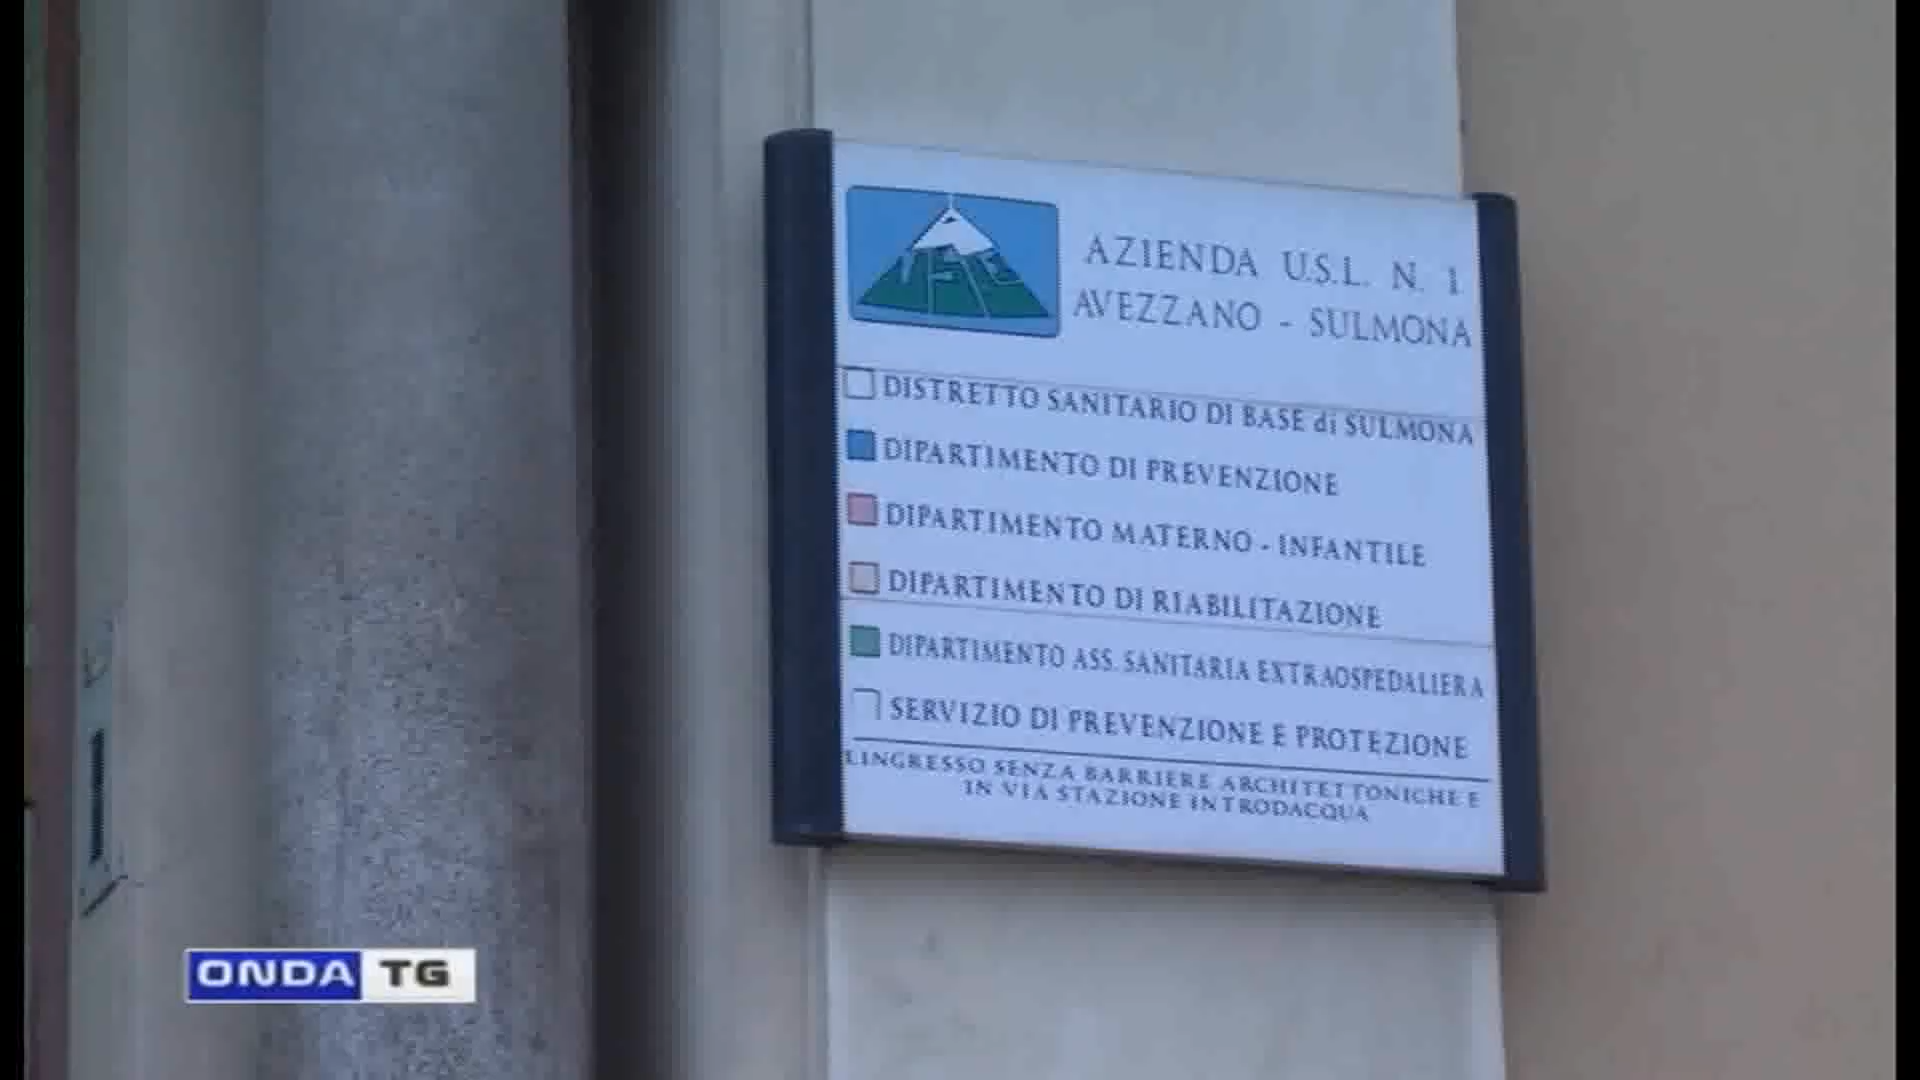 AZIENDA U.S.L. N. 1
AVEZZANO - SULMONA
DISTRETTO SANITARIO DI BASE di SULMONA
DIPARTIMENTO DI PREVENZIONE
DIPARTIMENTO MATERNO - INFANTILE
DIPARTIMENTO DI RIABILITAZIONE
DIPARTIMENTO ASS. SANITARIA EXTRAOSPEDALIERA
SERVIZIO DI PREVENZIONE E PROTEZIONE
L'INGRESSO SENZA BARRIERE ARCHITETTONICHE E
IN VIA STAZIONE INTRODACQUA
ONDA TG